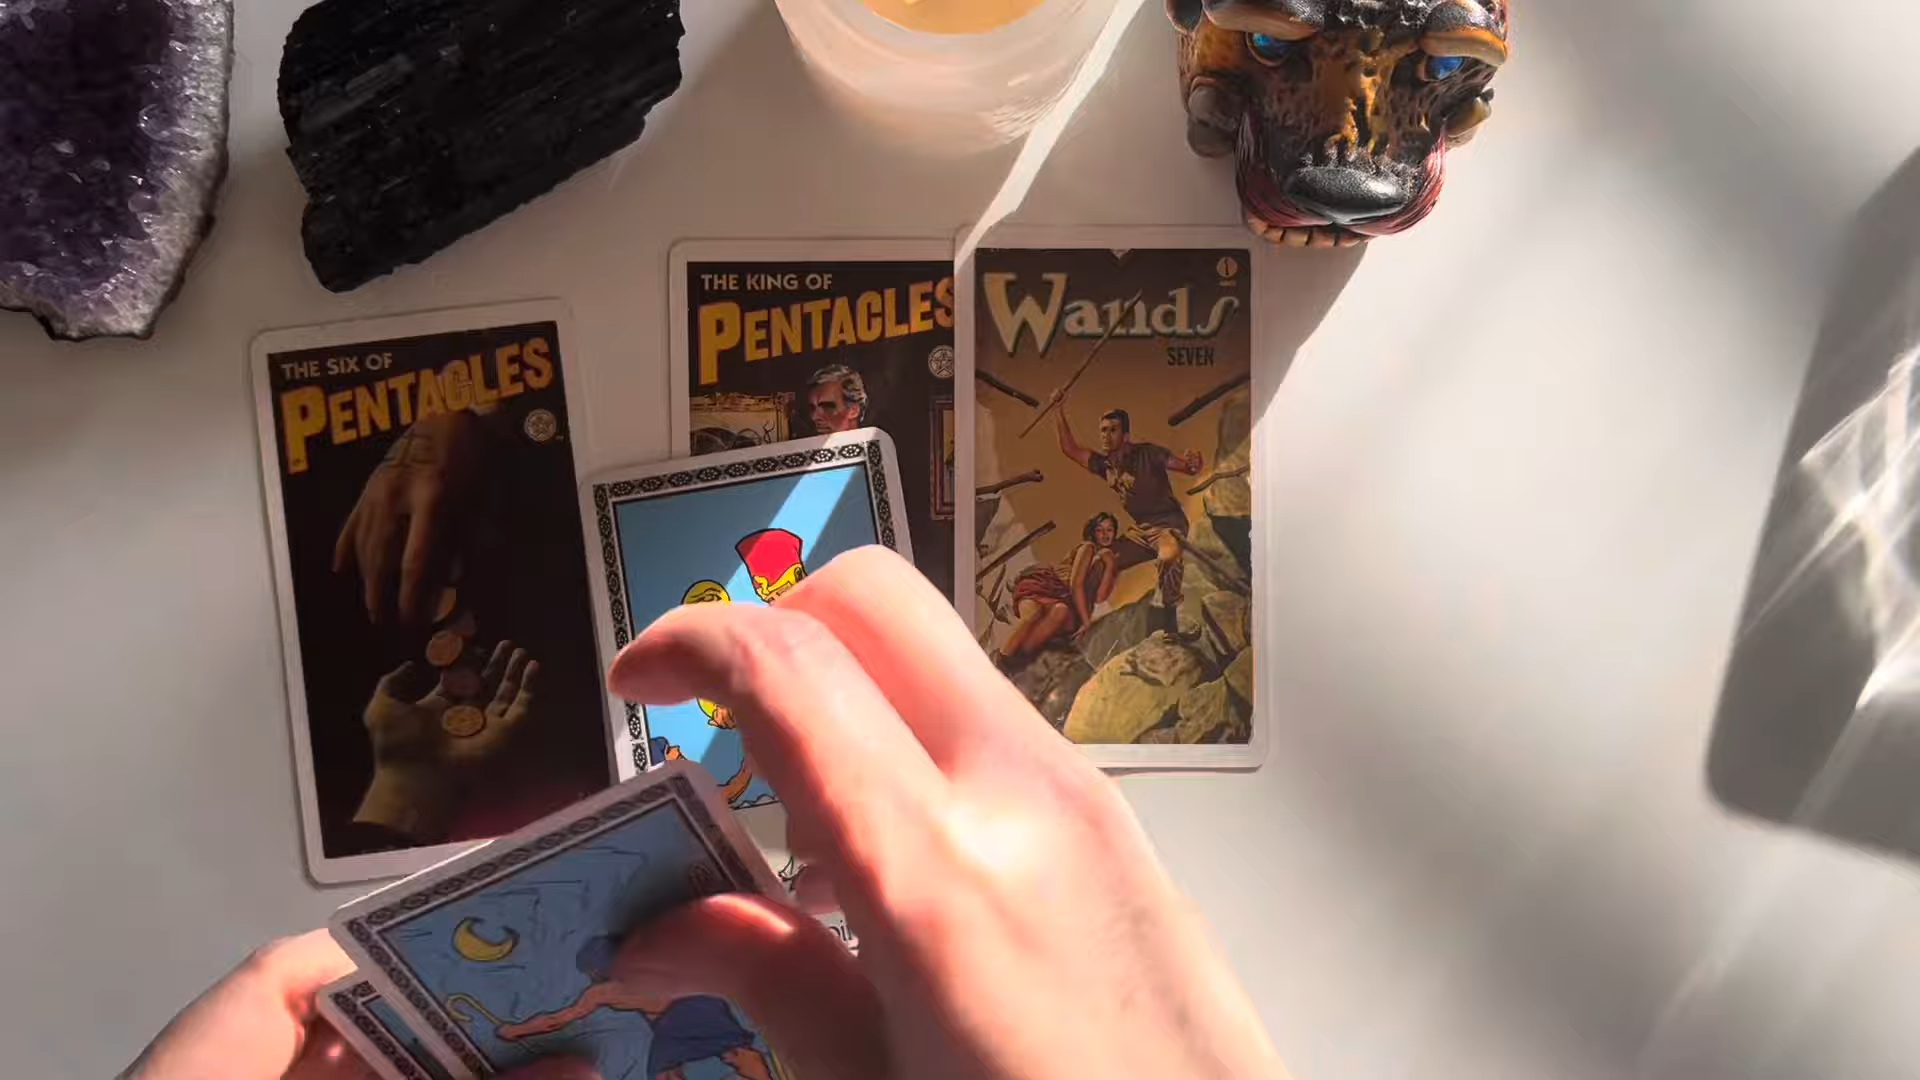 THE SIX OF
PENTACLES
THE KING OF
PENTACLES
Wands
SEVEN